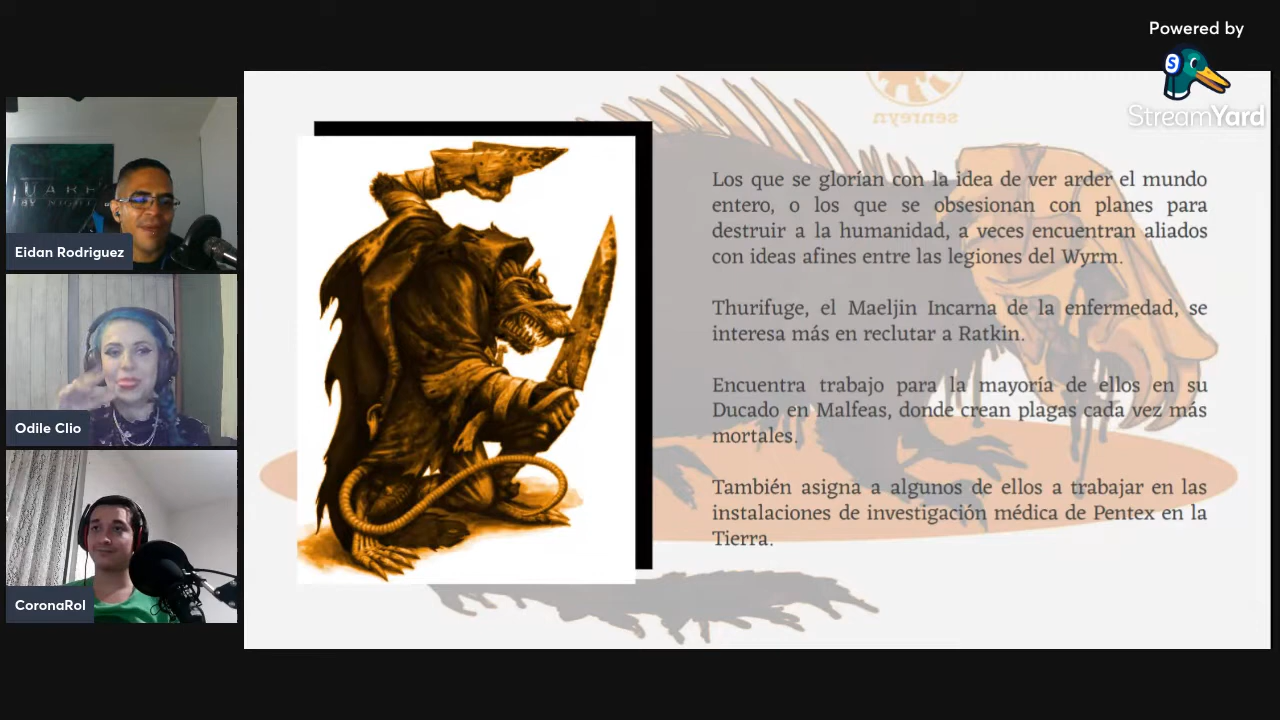 Powered by
StreamYard
senreyn
Los que se glorían con la idea de ver arder el mundo
entero, o los que se obsesionan con planes para
destruir a la humanidad, a veces encuentran aliados
con ideas afines entre las legiones del Wyrm.
Thurifuge, el Maeljin Incarna de la enfermedad, se
interesa más en reclutar a Ratkin.
Encuentra trabajo para la mayoría de ellos en su
Ducado en Malfeas, donde crean plagas cada vez más
mortales.
También asigna a algunos de ellos a trabajar en las
instalaciones de investigación médica de Pentex en la
Tierra.
BY NIGHT
Eidan Rodriguez
Odile Clio
CoronaRol